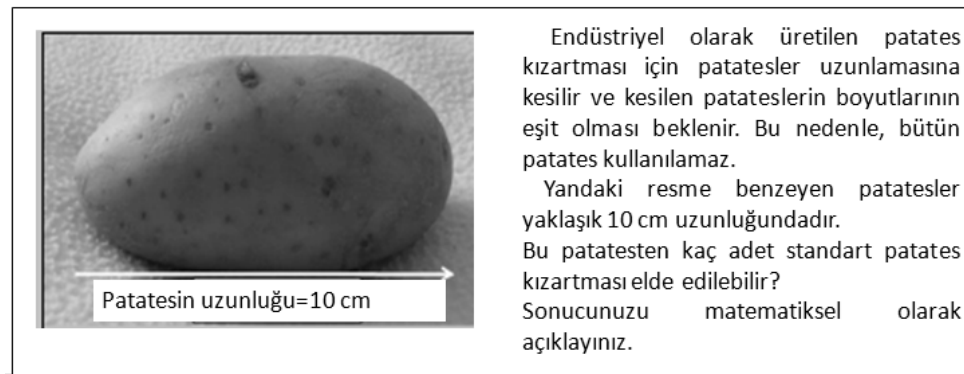 Endüstriyel olarak üretilen patates
kızartması için patatesler uzunlamasına
kesilir ve kesilen patateslerin boyutlarının
eşit olması beklenir. Bu nedenle, bütün
patates kullanılamaz.
Yandaki resme benzeyen patatesler
yaklaşık 10 cm uzunluğundadır.
Bu patatesten kaç adet standart patates
kızartması elde edilebilir?
Sonucunuzu matematiksel olarak
açıklayınız.
Patatesin uzunluğu=10 cm